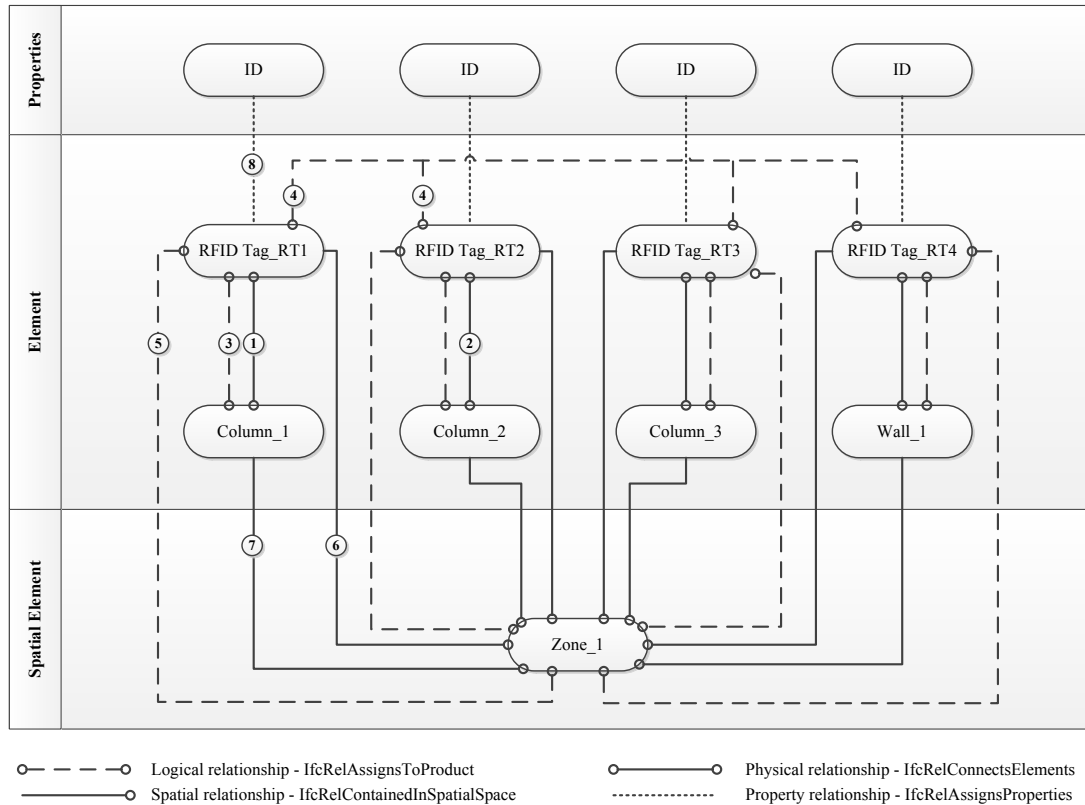 Properties
ID
ID
ID
ID
Element
8
4
4
RFID Tag_RT1
RFID Tag_RT2
RFID Tag_RT3
RFID Tag_RT4
5
3
1
2
Column_1
Column_2
Column_3
Wall_1
Spatial Element
7
6
Zone_1
Logical relationship - IfcRelAssignsToProduct
Physical relationship - IfcRelConnectsElements
Spatial relationship - IfcRelContainedInSpatialSpace
Property relationship - IfcRelAssignsProperties